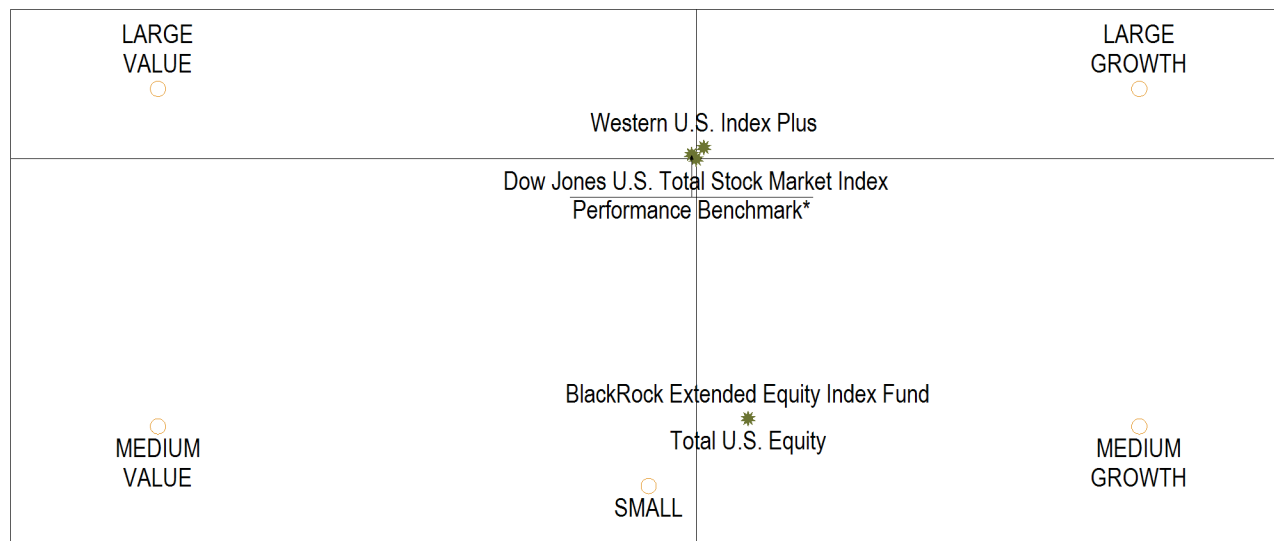 LARGE
VALUE
LARGE
GROWTH
Western U.S. Index Plus
Dow Jones U.S. Total Stock Market Index
Performance Benchmark*
BlackRock Extended Equity Index Fund
Total U.S. Equity
MEDIUM
VALUE
MEDIUM
GROWTH
SMALL